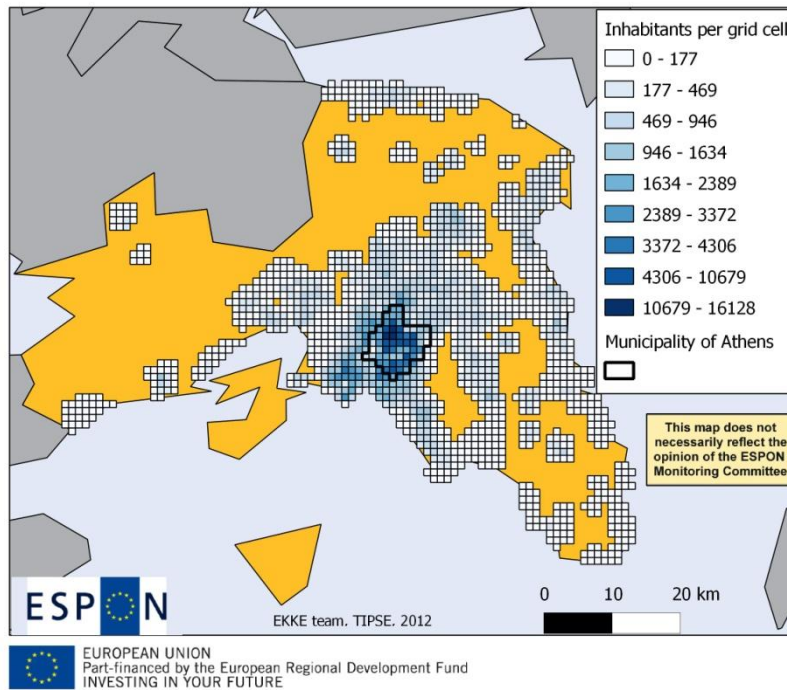 Inhabitants per grid cell
0 - 177
177 - 469
469 - 946
946 - 1634
1634 - 2389
2389 - 3372
3372 - 4306
4306 - 10679
10679 - 16128
Municipality of Athens
This map does not
necessarily reflect the
opinion of the ESPON
Monitoring Committee
ESPON
EKKE team. TIPSE. 2012
0 10 20 km
EUROPEAN UNION
Part-financed by the European Regional Development Fund
INVESTING IN YOUR FUTURE